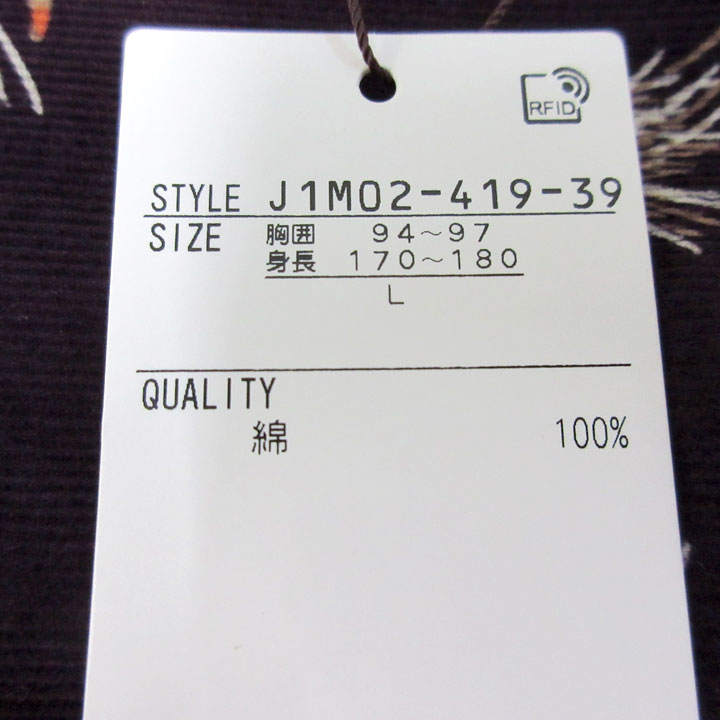 RFID
STYLE J1M02-419-39
SIZE 胸囲 94~97
身長 170~180
L
QUALITY
綿 100%